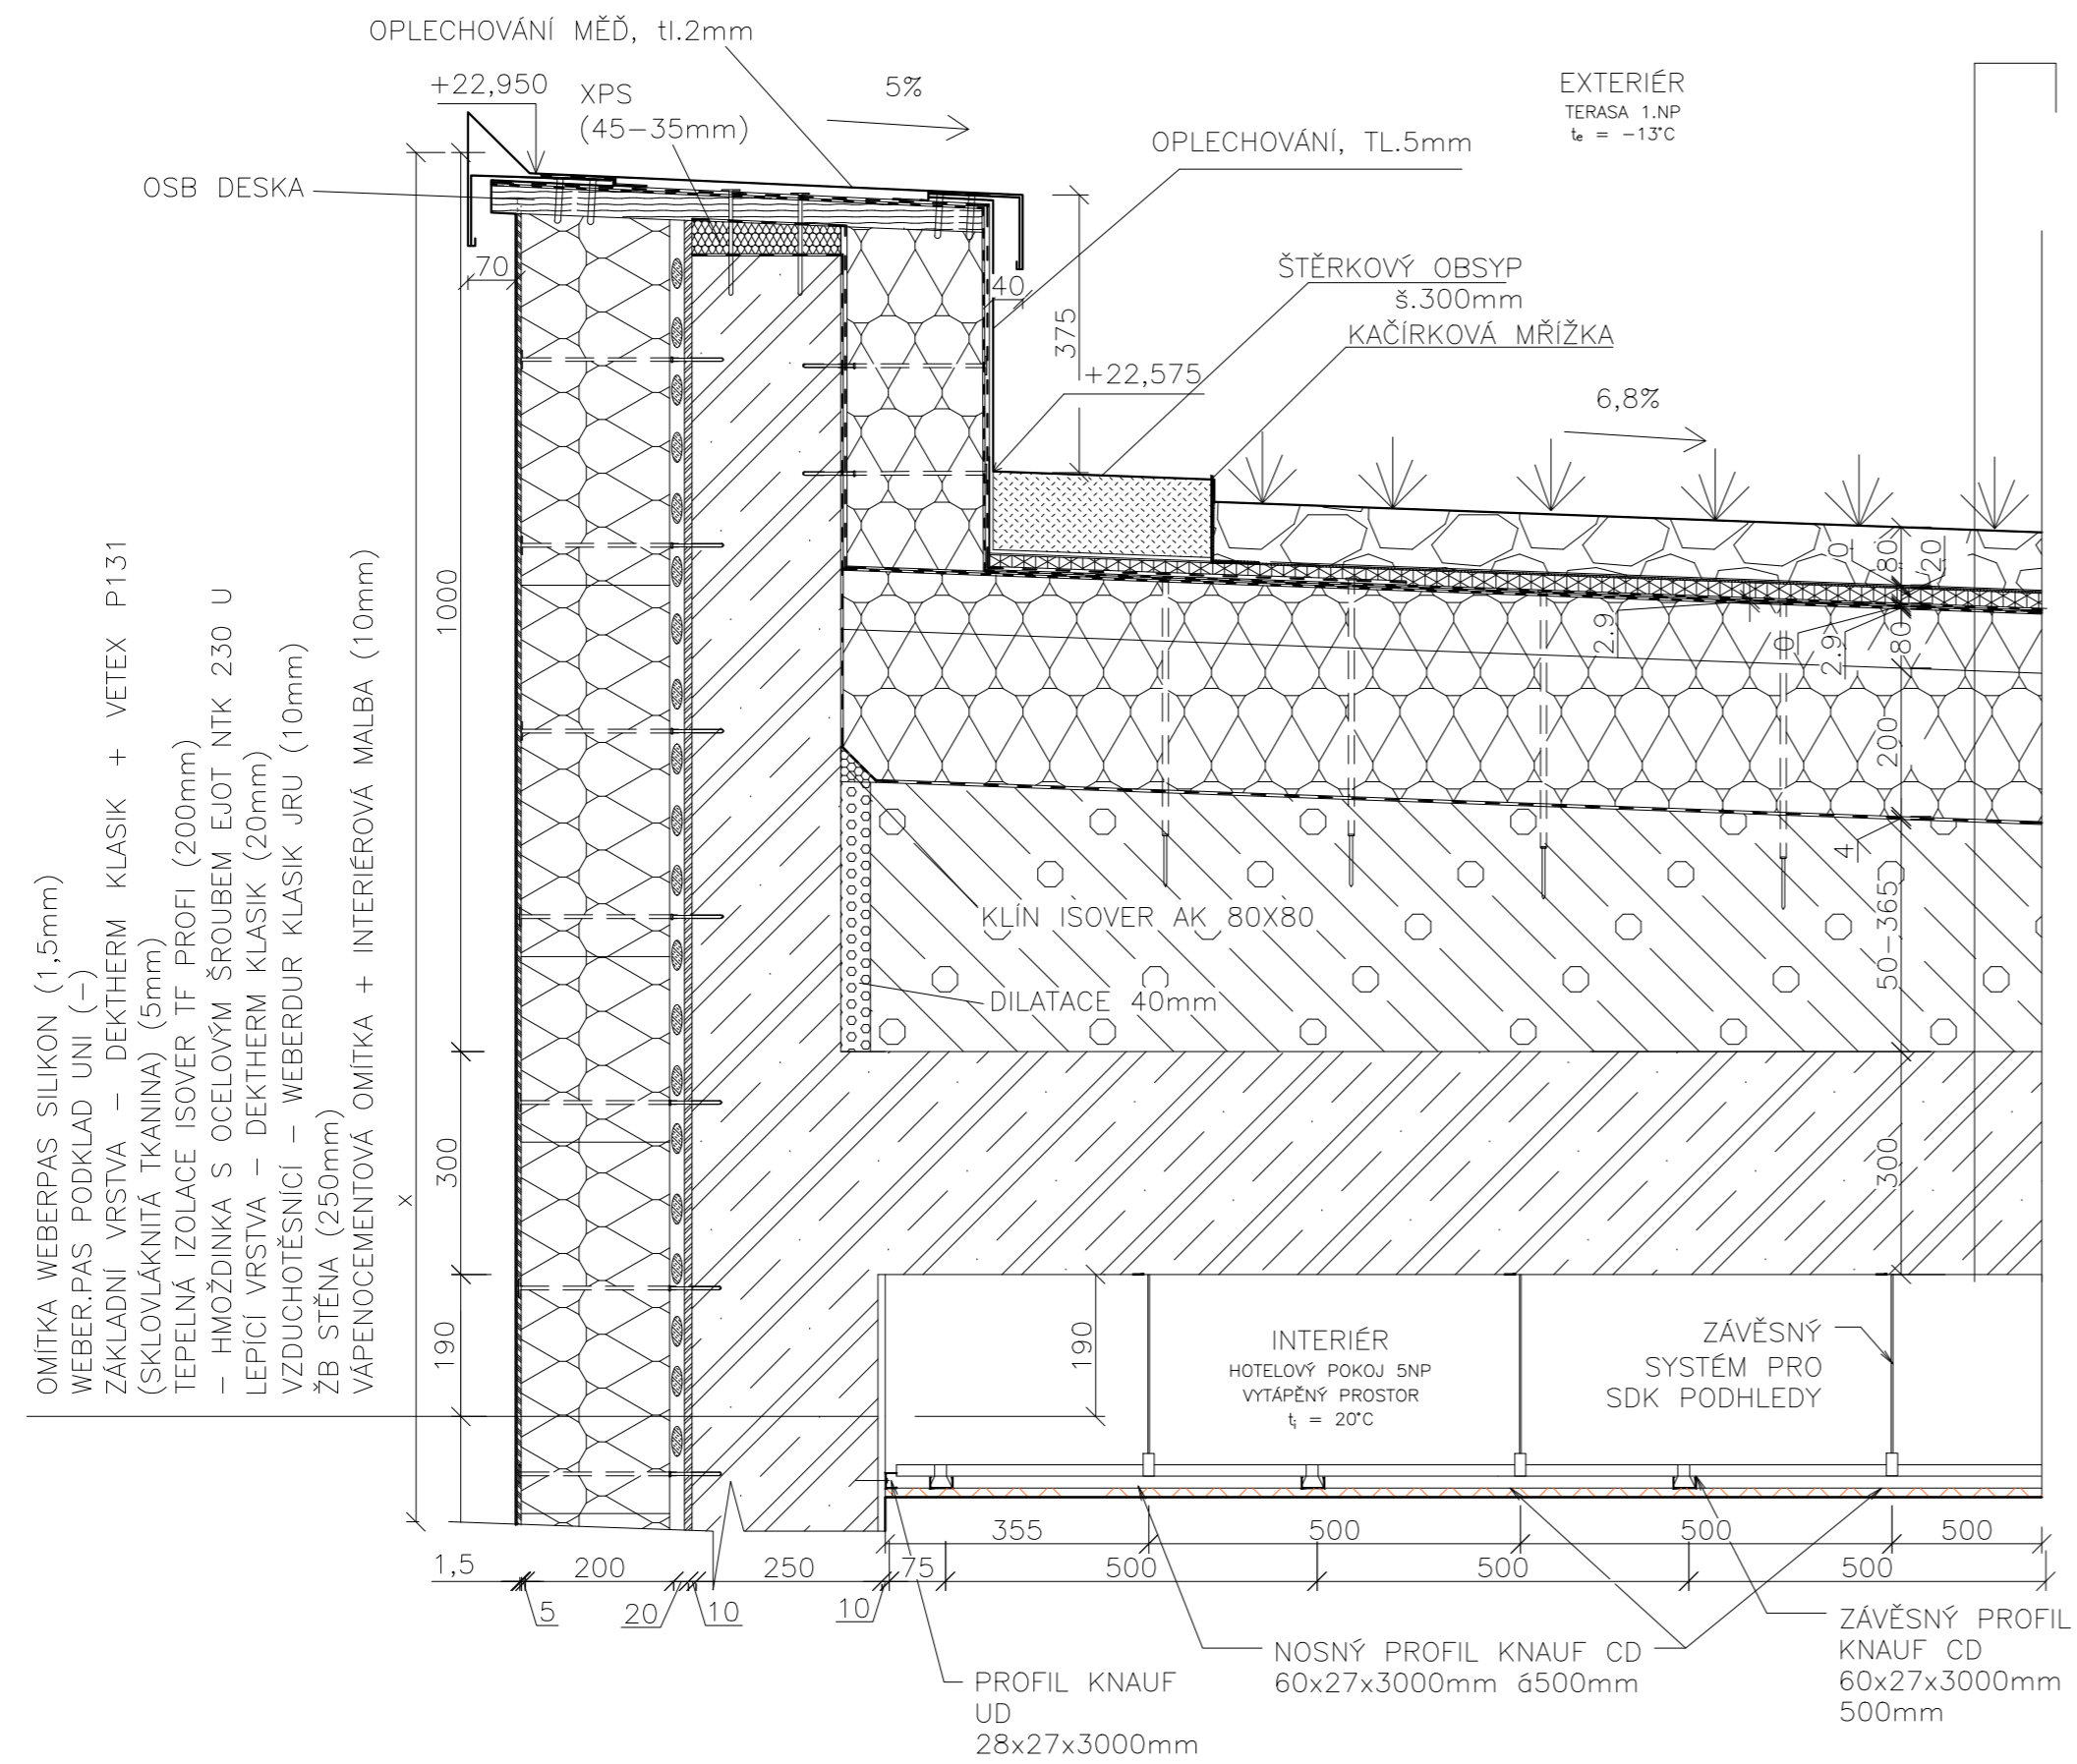 OPLECHOVÁNÍ MĚĎ, tl.2mm
+22,950
XPS
(45-35mm)
5%
EXTERIÉR
TERASA 1.NP
te = -13°C
OPLECHOVÁNÍ, TL.5mm
OSB DESKA
70
40
375
ŠTĚRKOVÝ OBSYP
š.300mm
KAČÍRKOVÁ MŘÍŽKA
+22,575
6,8%
OMÍTKA WEBERPAS SILIKON (1,5mm)
WEBER.PAS PODKLAD UNI (-)
ZÁKLADNÍ VRSTVA - DEKTHERM KLASIK + VETEX P131
(SKLOVLÁKNITÁ TKANINA) (5mm)
TEPELNÁ IZOLACE ISOVER TF PROFI (200mm)
- HMOŽDINKA S OCELOVÝM ŠROUBEM EJOT NTK 230 U
LEPÍCÍ VRSTVA - DEKTHERM KLASIK (20mm)
VZDUCHOTĚSNÍCÍ - WEBERDUR KLASIK JRU (10mm)
ŽB STĚNA (250mm)
VÁPENOCEMENTOVÁ OMÍTKA + INTERIÉROVÁ MALBA (10mm)
x
1000
300
190
0
80
20
2.9
0
2.9
80
200
4
50-365
300
KLÍN ISOVER AK 80X80
DILATACE 40mm
190
INTERIÉR
HOTELOVÝ POKOJ 5NP
VYTÁPĚNÝ PROSTOR
ti = 20°C
ZÁVĚSNÝ
SYSTÉM PRO
SDK PODHLEDY
355
500
500
500
1,5
200
250
75
500
500
500
5
20
10
10
PROFIL KNAUF
UD
28x27x3000mm
NOSNÝ PROFIL KNAUF CD
60x27x3000mm á500mm
ZÁVĚSNÝ PROFIL
KNAUF CD
60x27x3000mm
500mm